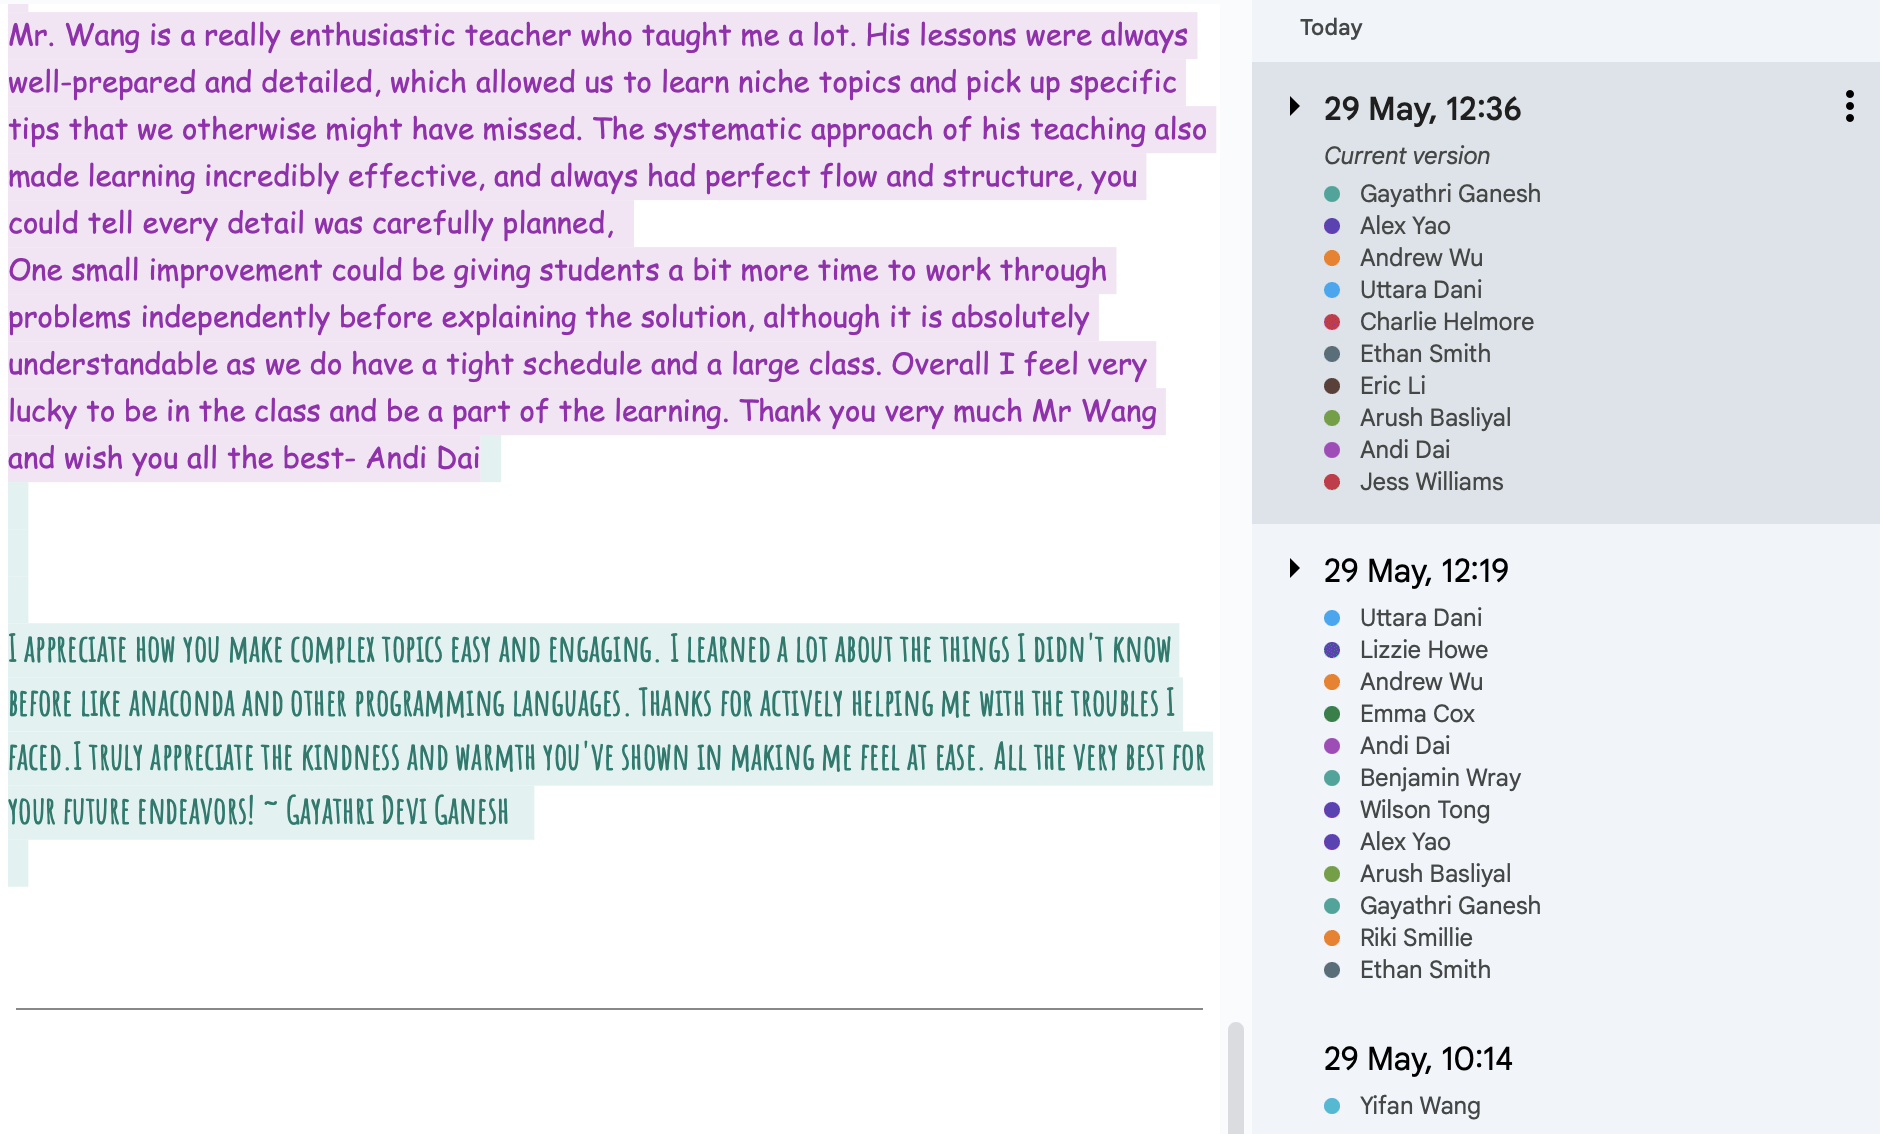 Mr. Wang is a really enthusiastic teacher who taught me a lot. His lessons were always
well-prepared and detailed, which allowed us to learn niche topics and pick up specific
tips that we otherwise might have missed. The systematic approach of his teaching also
made learning incredibly effective, and always had perfect flow and structure, you
could tell every detail was carefully planned,
One small improvement could be giving students a bit more time to work through
problems independently before explaining the solution, although it is absolutely
understandable as we do have a tight schedule and a large class. Overall I feel very
lucky to be in the class and be a part of the learning. Thank you very much Mr Wang
and wish you all the best- Andi Dai
I appreciate how you make complex topics easy and engaging. I learned a lot about the things I didn't know
before like anaconda and other programming languages. Thanks for actively helping me with the troubles I
faced.I truly appreciate the kindness and warmth you've shown in making me feel at ease. All the very best for
your future endeavors! ~ Gayathri Devi Ganesh
Today
29 May, 12:36
Current version
Gayathri Ganesh
Alex Yao
Andrew Wu
Uttara Dani
Charlie Helmore
Ethan Smith
Eric Li
Arush Basliyal
Andi Dai
Jess Williams
29 May, 12:19
Uttara Dani
Lizzie Howe
Andrew Wu
Emma Cox
Andi Dai
Benjamin Wray
Wilson Tong
Alex Yao
Arush Basliyal
Gayathri Ganesh
Riki Smillie
Ethan Smith
29 May, 10:14
Yifan Wang